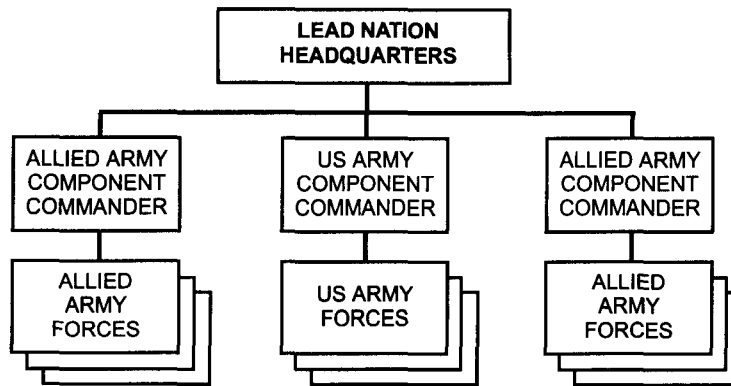 LEAD NATION
HEADQUARTERS
ALLIED ARMY
COMPONENT
COMMANDER
US ARMY
COMPONENT
COMMANDER
ALLIED ARMY
COMPONENT
COMMANDER
ALLIED
ARMY
FORCES
US ARMY
FORCES
ALLIED
ARMY
FORCES